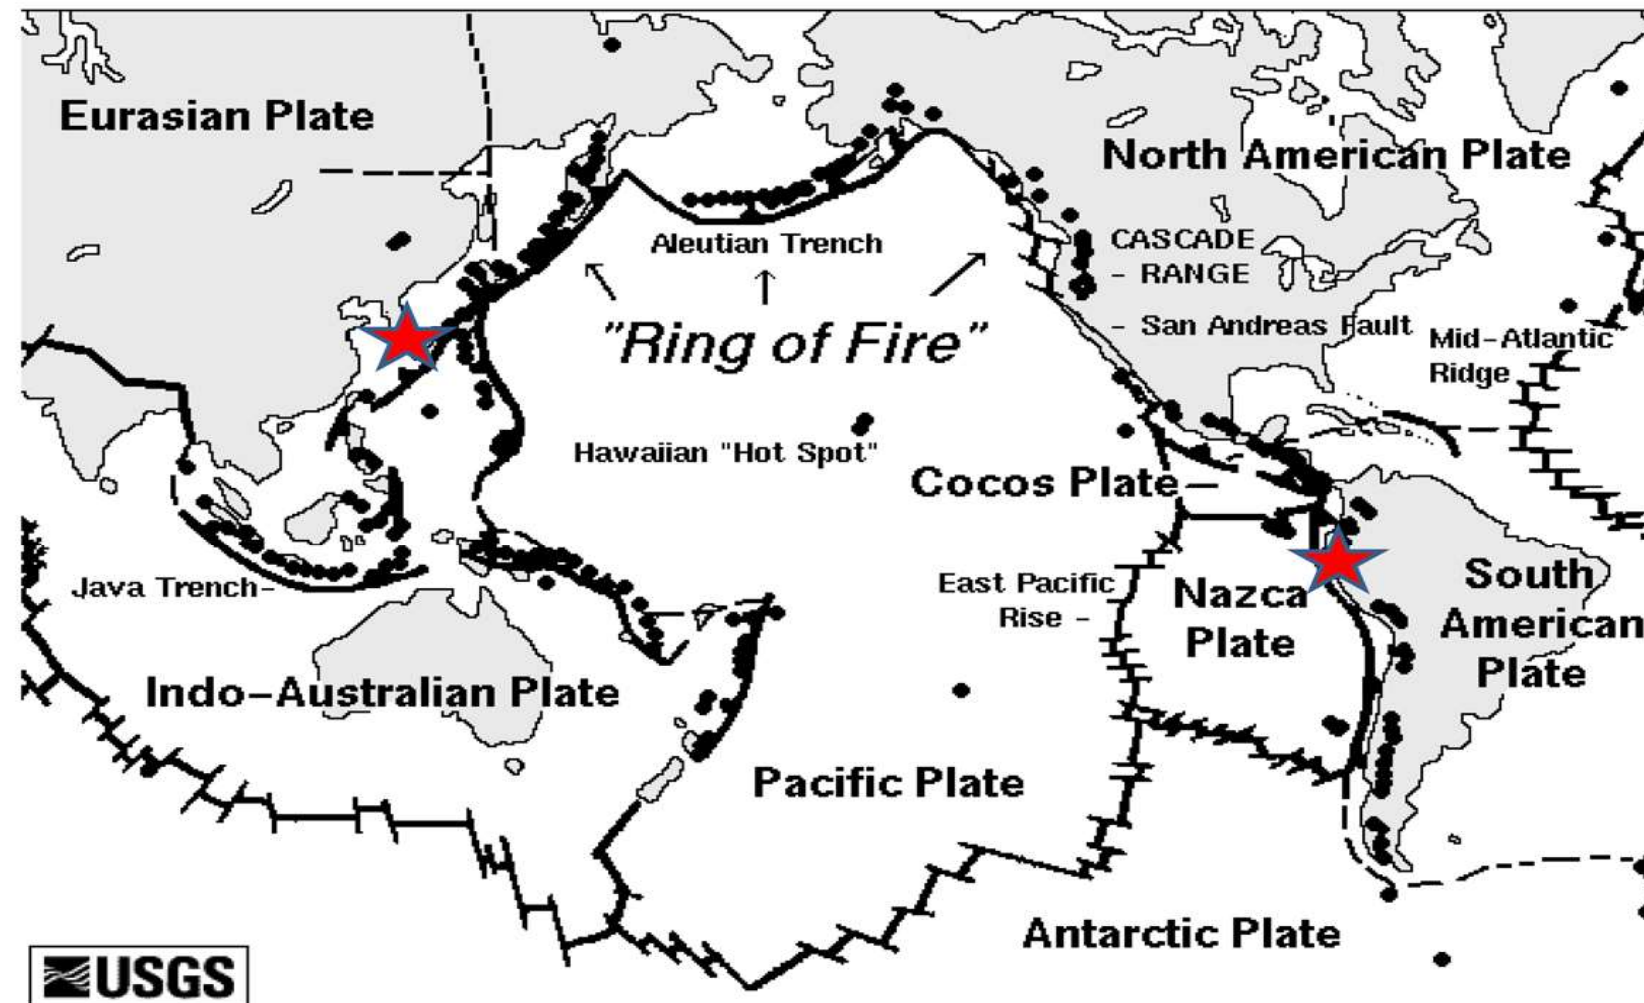 Eurasian Plate
North American Plate
Aleutian Trench
CASCADE
- RANGE
"Ring of Fire"
- San Andreas Fault
Mid-Atlantic
Ridge
Hawaiian "Hot Spot"
Cocos Plate
Java Trench-
East Pacific
Rise -
Nazca
Plate
South
American
Plate
Indo-Australian Plate
Pacific Plate
Antarctic Plate
USGS